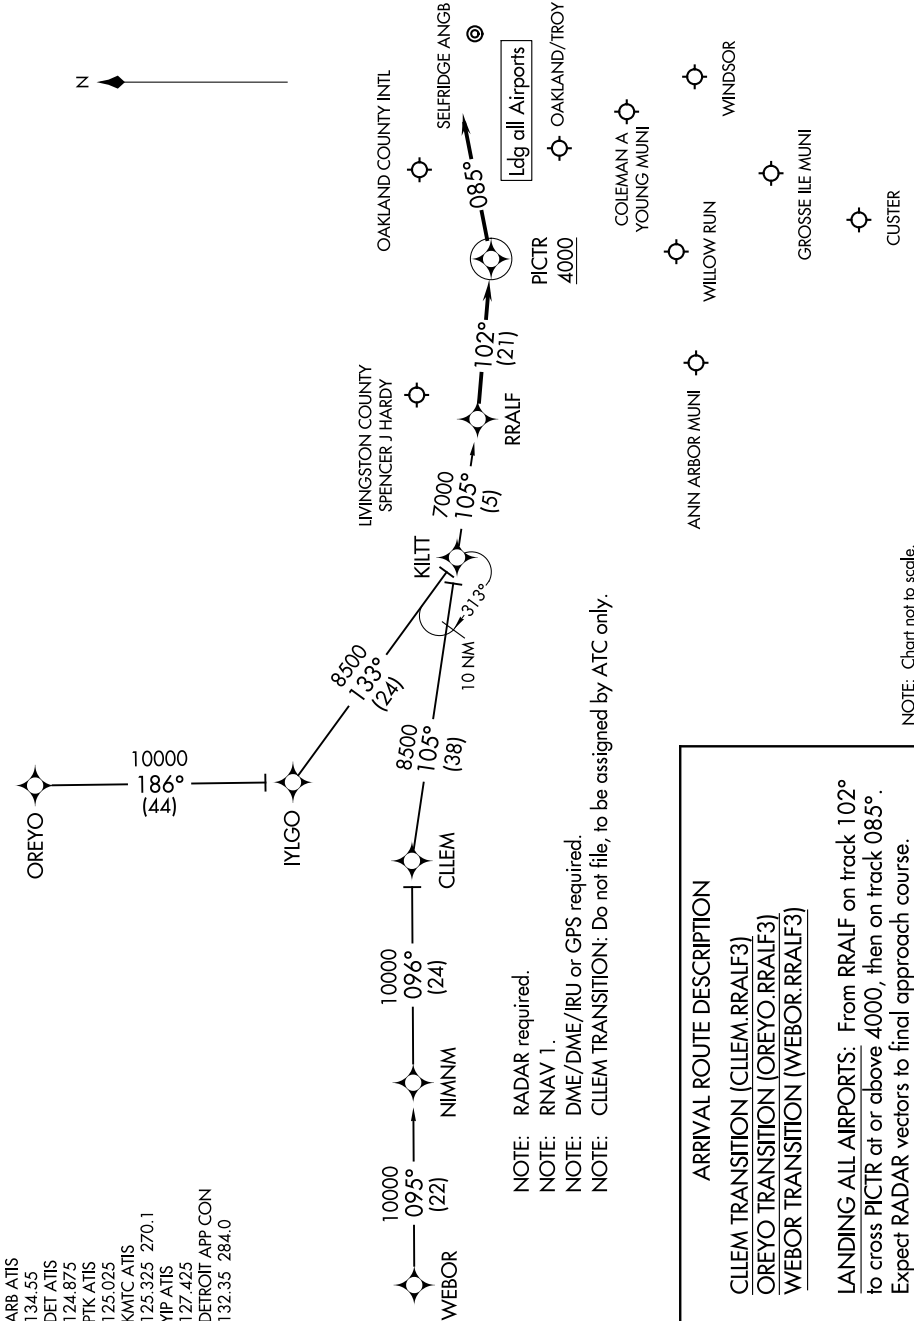 ARB ATIS
134.55
DET ATIS
124.875
PTK ATIS
125.025
KMTC ATIS
125.325 270.1
YIP ATIS
127.425
DETROIT APP CON
132.35 284.0
N
OREYO
10000
186°
(44)
IYLGO
8500
133°
(24)
WEBOR
10000
095°
(22)
NIMNM
10000
096°
(24)
CLLEM
8500
105°
(38)
10 NM
313°
KILTT
7000
105°
(5)
RRALF
102°
(21)
PICTR
4000
085°
Ldg all Airports
LIVINGSTON COUNTY
SPENCER J HARDY
OAKLAND COUNTY INTL
SELFRIDGE ANGB
OAKLAND/TROY
COLEMAN A
YOUNG MUNI
WINDSOR
WILLOW RUN
ANN ARBOR MUNI
GROSSE ILE MUNI
CUSTER
NOTE: RADAR required.
NOTE: RNAV 1.
NOTE: DME/DME/IRU or GPS required.
NOTE: CLLEM TRANSITION: Do not file, to be assigned by ATC only.
NOTE: Chart not to scale.
ARRIVAL ROUTE DESCRIPTION
CLLEM TRANSITION (CLLEM.RRALF3)
OREYO TRANSITION (OREYO.RRALF3)
WEBOR TRANSITION (WEBOR.RRALF3)
LANDING ALL AIRPORTS: From RRALF on track 102°
to cross PICTR at or above 4000, then on track 085°.
Expect RADAR vectors to final approach course.